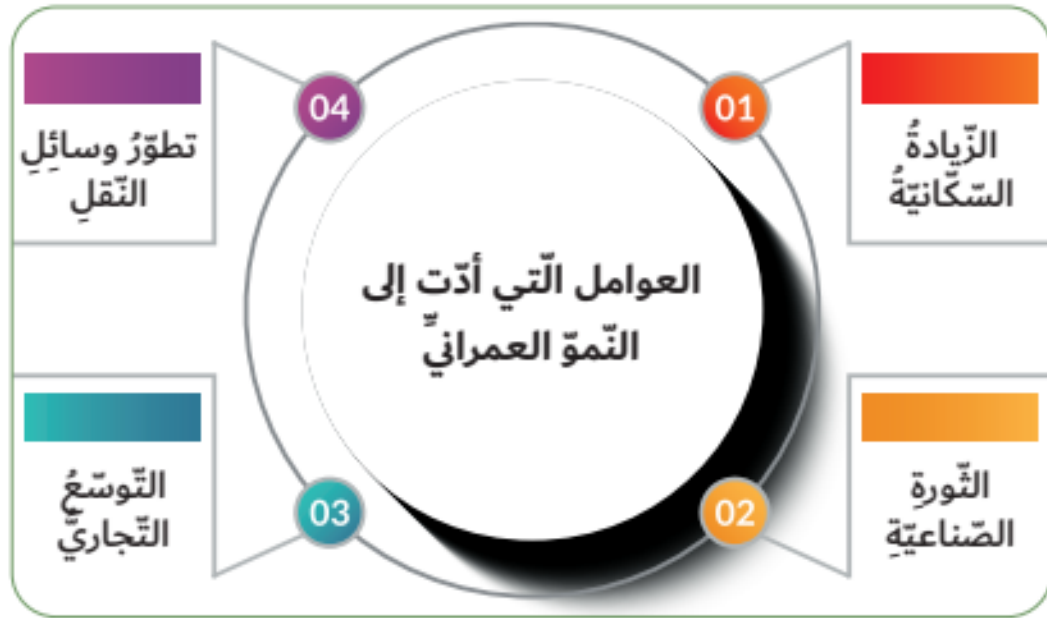 العوامل الّتي أدّت إلى
النّموّ العمرانيِّ
01
الزّيادةُ
السّكّانيّةُ
02
الثّورةِ
الصّناعيّةِ
03
التّوسّعُ
التّجاريُّ
04
تطوّرُ وسائِلِ
النّقلِ